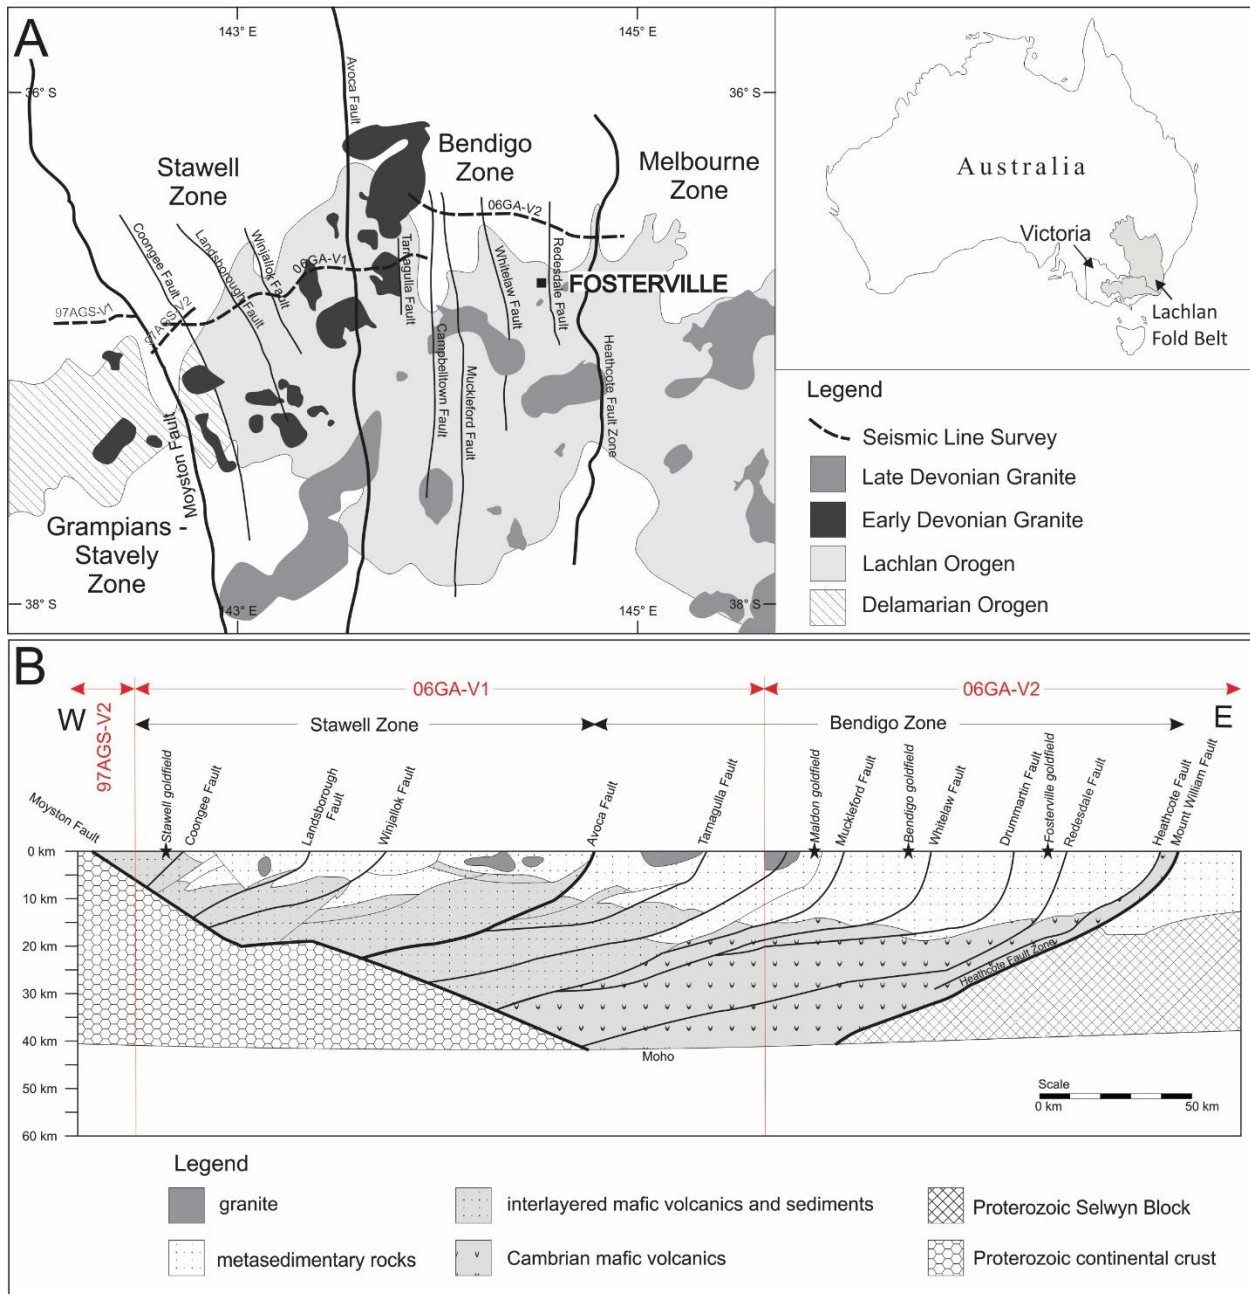 A
143° E
145° E
36° S
36° S
Avoca Fault
Stawell
Zone
Bendigo
Zone
Melbourne
Zone
Coongee Fault
Landsborough Fault
Winjallok Fault
06GA-V1
06GA-V2
Tarnagulla Fault
Whitelaw Fault
Redesdale Fault
FOSTERVILLE
97AGS-V1
97AGS-V2
Campbelltown Fault
Muckleford Fault
Heathcote Fault Zone
Moyston Fault
Grampians -
Stavely
Zone
38° S
143° E
145° E
38° S
Australia
Victoria
Lachlan
Fold Belt
Legend
Seismic Line Survey
Late Devonian Granite
Early Devonian Granite
Lachlan Orogen
Delamarian Orogen
B
97AGS-V2
06GA-V1
06GA-V2
W
E
Stawell Zone
Bendigo Zone
Moyston Fault
Stawell goldfield
Coongee Fault
Landsborough
Fault
Winjallok Fault
Avoca Fault
Tarnagulla Fault
Maldon goldfield
Muckleford Fault
Bendigo goldfield
Whitelaw Fault
Drummartin Fault
Fosterville goldfield
Redesdale Fault
Heathcote Fault
Mount William Fault
0 km
10 km
20 km
30 km
40 km
50 km
60 km
Heathcote Fault Zone
Moho
Scale
0 km
50 km
Legend
granite
interlayered mafic volcanics and sediments
Proterozoic Selwyn Block
metasedimentary rocks
Cambrian mafic volcanics
Proterozoic continental crust